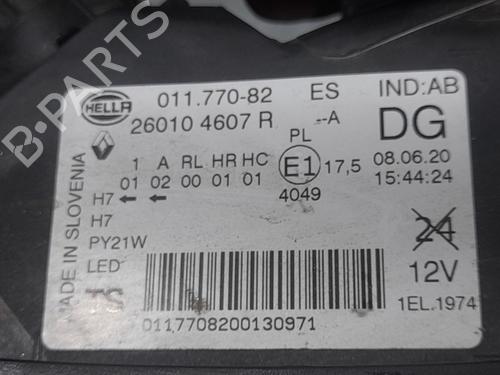 B-PARTS
HELLA 011.770-82 ES IND:AB
26010 4607 R --A DG
PL
1 A RL HR HC E1 17,5 08.06.20
01 02 00 01 01 15:44:24
H7 4049
H7
PY21W 24
LED 12V
1EL.1974
0117708200130971
MADE IN SLOVENIA